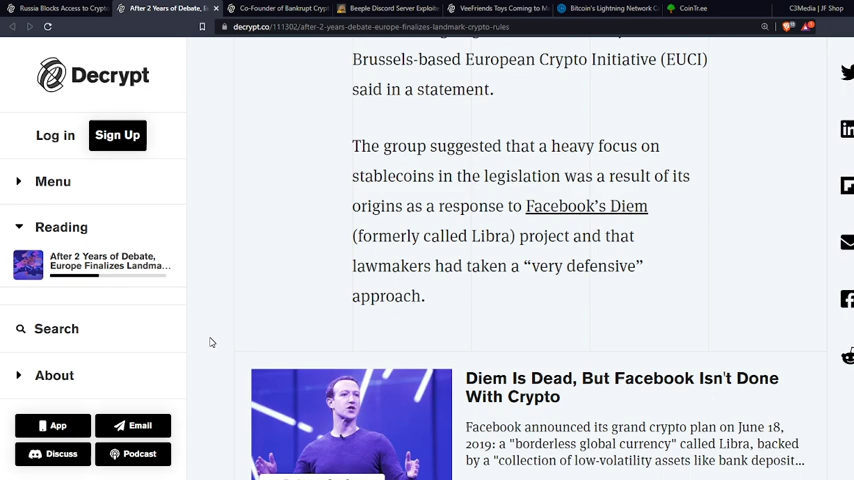 Russia Blocks Access to Crypto
After 2 Years of Debate, E
Co-Founder of Bankrupt Crypt
Beeple Discord Server Exploite
VeeFriends Toys Coming to M
Bitcoin's Lightning Network C
CoinTr.ee
C3Media | JF Shop
decrypt.co/111302/after-2-years-debate-europe-finalizes-landmark-crypto-rules
Decrypt
Log in
Sign Up
Menu
Reading
After 2 Years of Debate,
Europe Finalizes Landma...
Search
About
App
Email
Discuss
Podcast
Brussels-based European Crypto Initiative (EUCI)
said in a statement.
The group suggested that a heavy focus on
stablecoins in the legislation was a result of its
origins as a response to Facebook’s Diem
(formerly called Libra) project and that
lawmakers had taken a “very defensive”
approach.
Diem Is Dead, But Facebook Isn't Done
With Crypto
Facebook announced its grand crypto plan on June 18,
2019: a "borderless global currency" called Libra, backed
by a "collection of low-volatility assets like bank deposit...